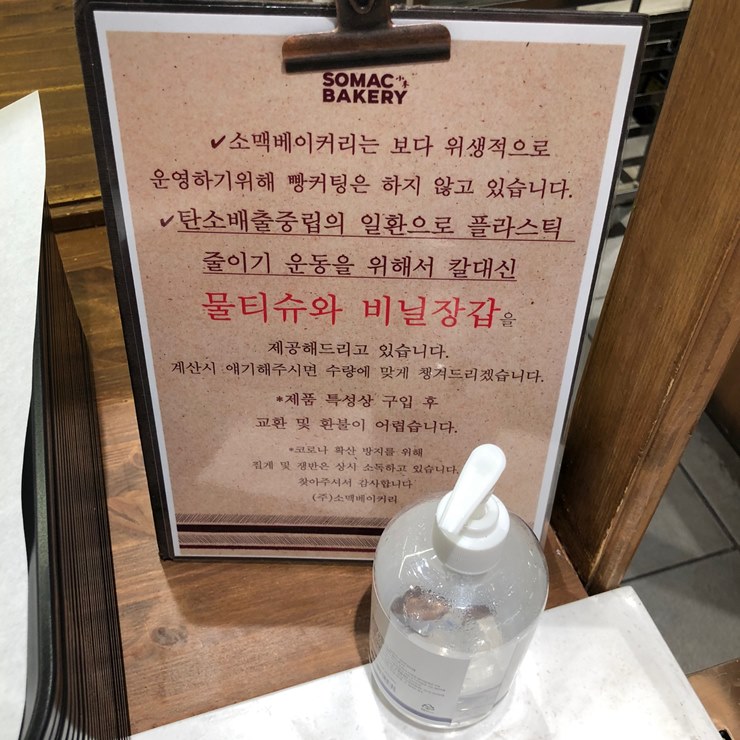 SOMAC 小麥
BAKERY
✔소맥베이커리는 보다 위생적으로
운영하기위해 빵커팅은 하지 않고 있습니다.
✔탄소배출중립의 일환으로 플라스틱
줄이기 운동을 위해서 칼대신
물티슈와 비닐장갑을
제공해드리고 있습니다.
계산시 얘기해주시면 수량에 맞게 챙겨드리겠습니다.
*제품 특성상 구입 후
교환 및 환불이 어렵습니다.
*코로나 확산 방지를 위해
집게 및 쟁반은 상시 소독하고 있습니다.
찾아주셔서 감사합니다
(주)소맥베이커리